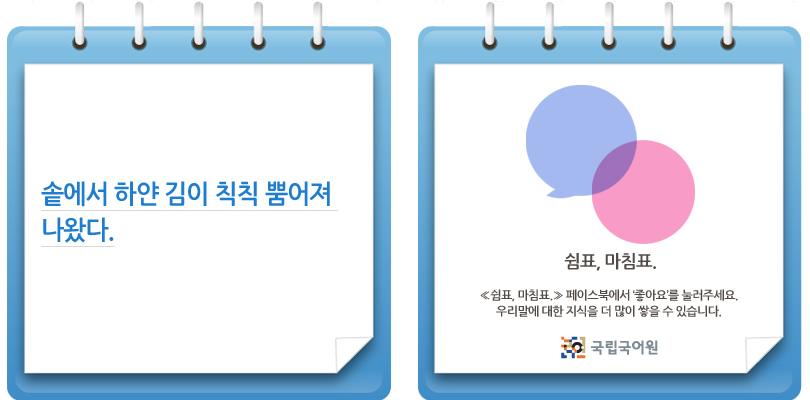 솥에서 하얀 김이 칙칙 뿜어져
나왔다.
쉼표, 마침표.
≪쉼표, 마침표.≫ 페이스북에서 '좋아요'를 눌러주세요.
우리말에 대한 지식을 더 많이 쌓을 수 있습니다.
국립국어원